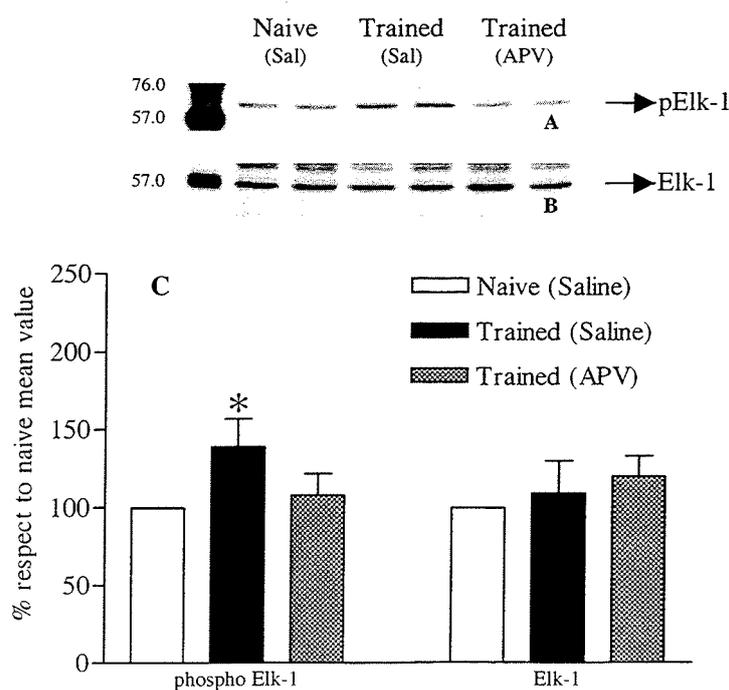 Naive Trained Trained
(Sal) (Sal) (APV)
76.0
57.0
pElk-1
A
57.0
Elk-1
B
C
250
200
150
100
50
0
% respect to naive mean value
Naive (Saline)
Trained (Saline)
Trained (APV)
*
phospho Elk-1 Elk-1